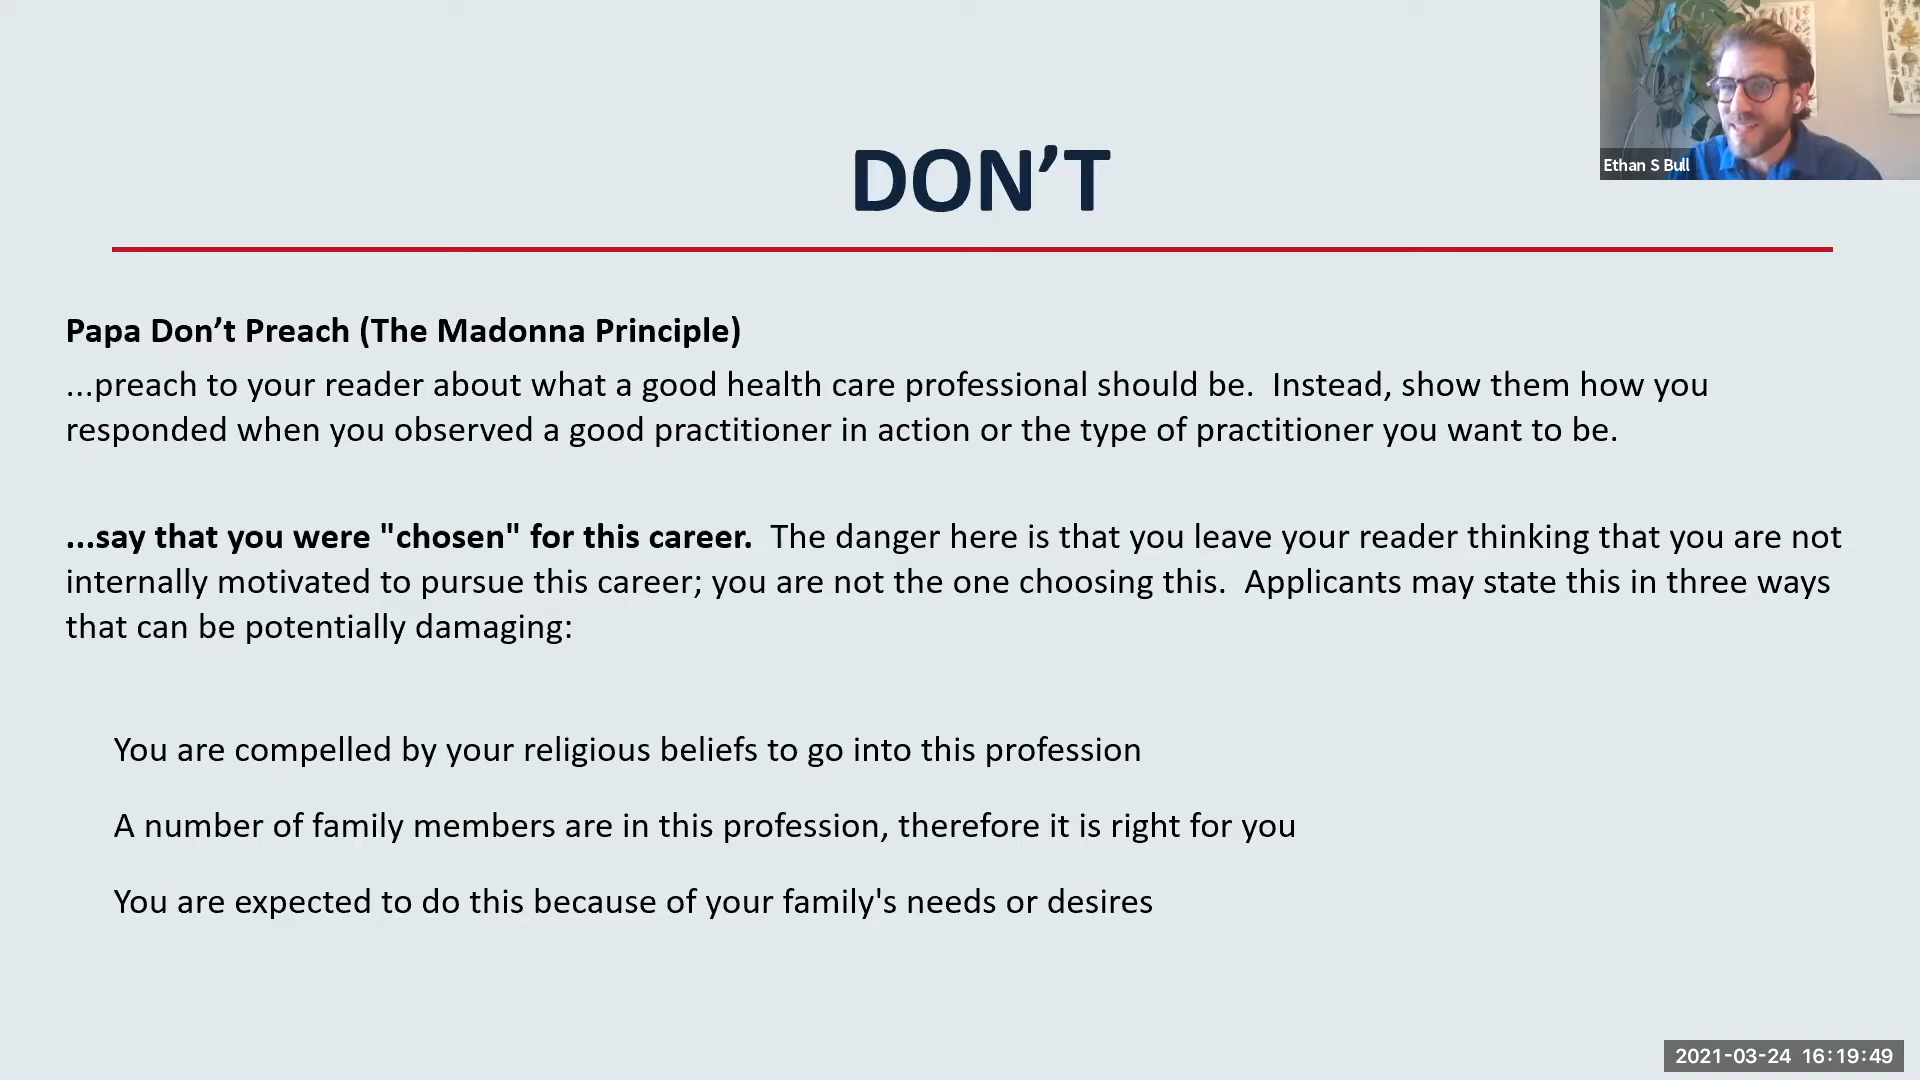 Ethan S Bull
DON’T
Papa Don’t Preach (The Madonna Principle)
...preach to your reader about what a good health care professional should be.  Instead, show them how you
responded when you observed a good practitioner in action or the type of practitioner you want to be.
...say that you were "chosen" for this career.  The danger here is that you leave your reader thinking that you are not
internally motivated to pursue this career; you are not the one choosing this.  Applicants may state this in three ways
that can be potentially damaging:
You are compelled by your religious beliefs to go into this profession
A number of family members are in this profession, therefore it is right for you
You are expected to do this because of your family's needs or desires
2021-03-24 16:19:49